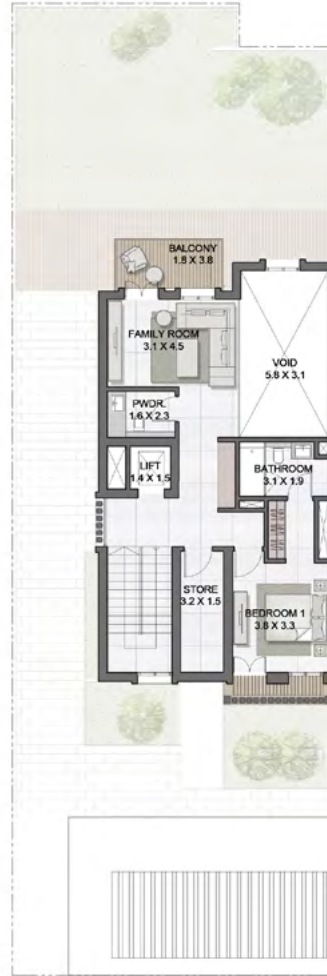 BALCONY
1.8 X 3.8
FAMILY ROOM
3.1 X 4.5
VOID
5.8 X 3.1
PWDR.
1.6 X 2.3
LIFT
1.4 X 1.5
BATHROOM
3.1 X 1.9
STORE
3.2 X 1.5
BEDROOM 1
3.8 X 3.3